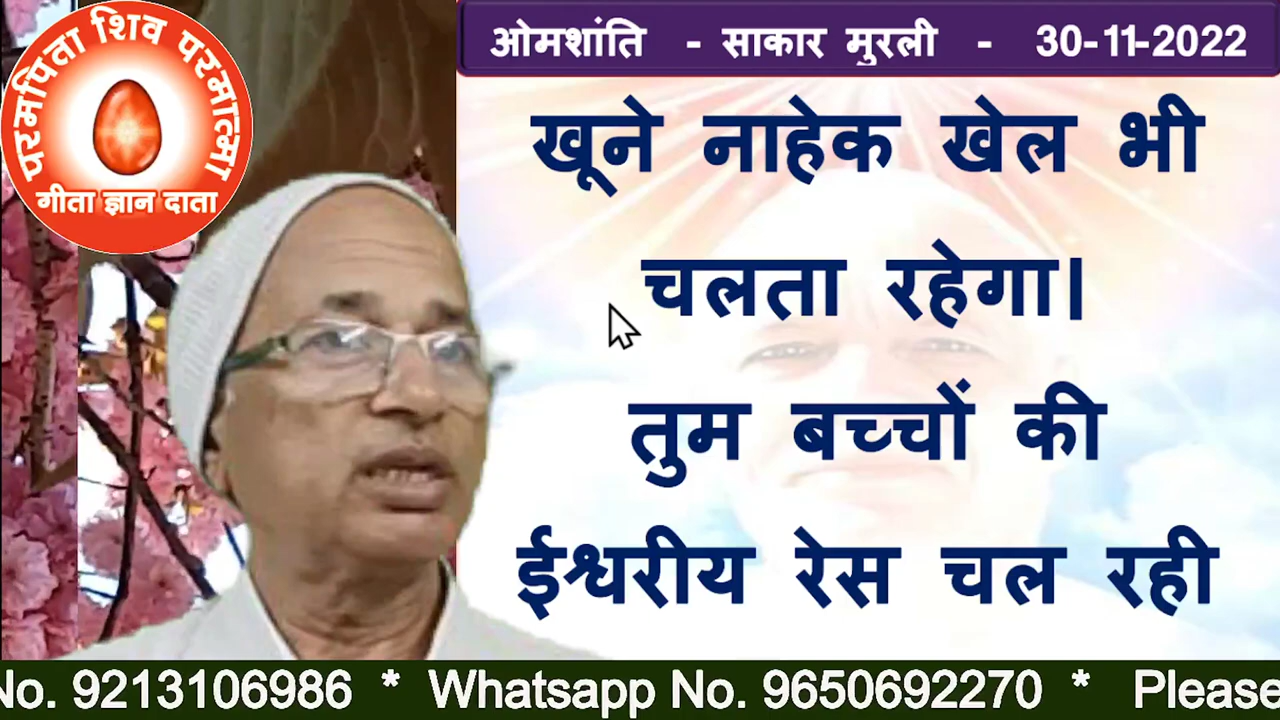 परमपिता शिव परमात्मा
गीता ज्ञान दाता
ओमशांति - साकार मुरली - 30-11-2022
खूने नाहेक खेल भी
चलता रहेगा।
तुम बच्चों की
ईश्वरीय रेस चल रही
No. 9213106986 * Whatsapp No. 9650692270 * Please